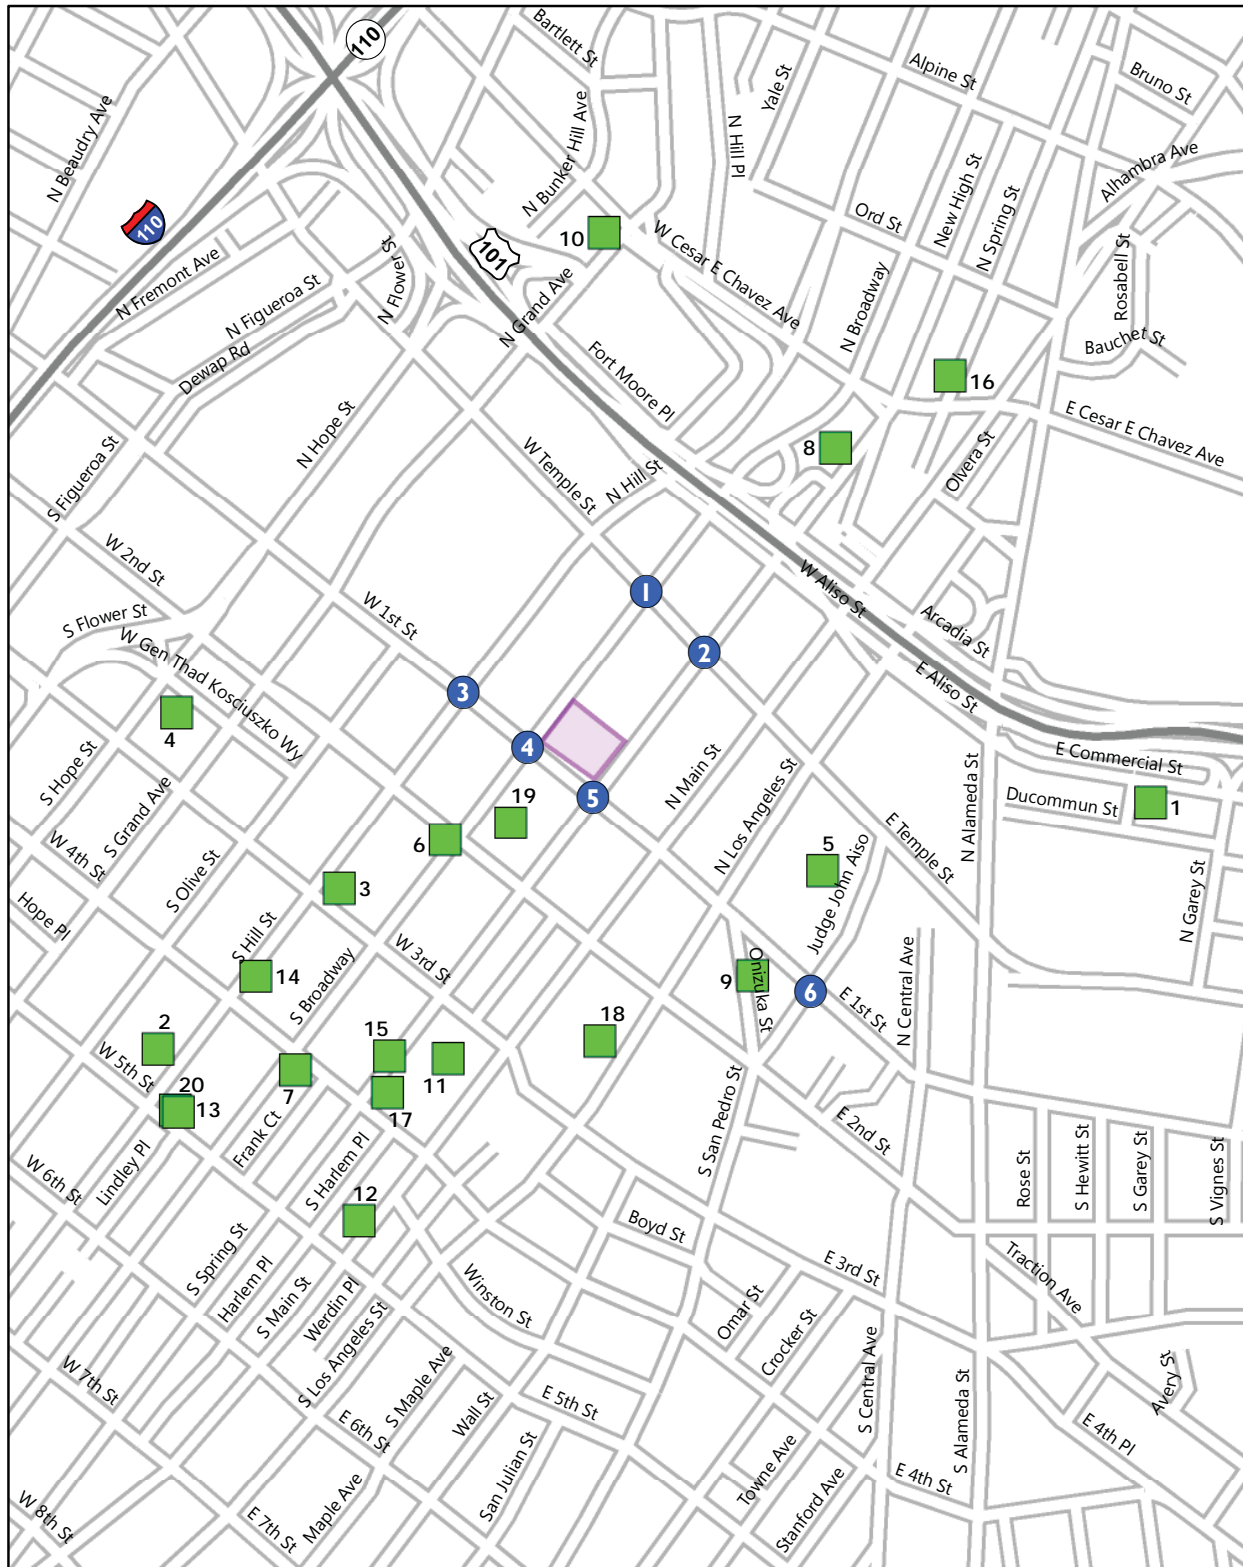 110
Bartlett St
Alpine St
Bruno St
Yale St
N Beaudry Ave
N Bunker Hill Ave
N Hill Pl
New High St
N Spring St
Alhambra Ave
Ord St
110
101
10
W Cesar E Chavez Ave
N Flower St
N Fremont Ave
N Figueroa St
Dewap Rd
N Grand Ave
N Broadway
Rosabell St
Bauchet St
Fort Moore Pl
16
E Cesar E Chavez Ave
N Hope St
S Figueroa St
W Temple St
N Hill St
8
Olvera St
W 2nd St
W 1st St
S Flower St
W Gen Thad Kosciuszko Wy
1
W Aliso St
Arcadia St
2
E Aliso St
3
4
4
E Commercial St
Ducommun St
1
S Hope St
S Grand Ave
N Main St
N Los Angeles St
5
19
6
5
E Temple St
N Alameda St
W 4th St
S Olive St
3
Judge John Aiso
N Garey St
Hope Pl
S Hill St
W 3rd St
14
S Broadway
9
Onizuka St
6
E 1st St
N Central Ave
2
15
11
18
W 5th St
20
13
7
17
S San Pedro St
E 2nd St
Frank Ct
Lindley Pl
S Harlem Pl
W 6th St
12
Rose St
S Hewitt St
S Garey St
S Vignes St
Boyd St
S Spring St
Harlem Pl
S Main St
Werdin Pl
S Los Angeles St
Winston St
E 3rd St
Traction Ave
Omar St
Crocker St
W 7th St
S Maple Ave
Wall St
E 5th St
S Central Ave
S Alameda St
Avery St
E 6th St
E 4th Pl
E 4th St
San Julian St
Towne Ave
Stanford Ave
Maple Ave
E 7th St
W 8th St